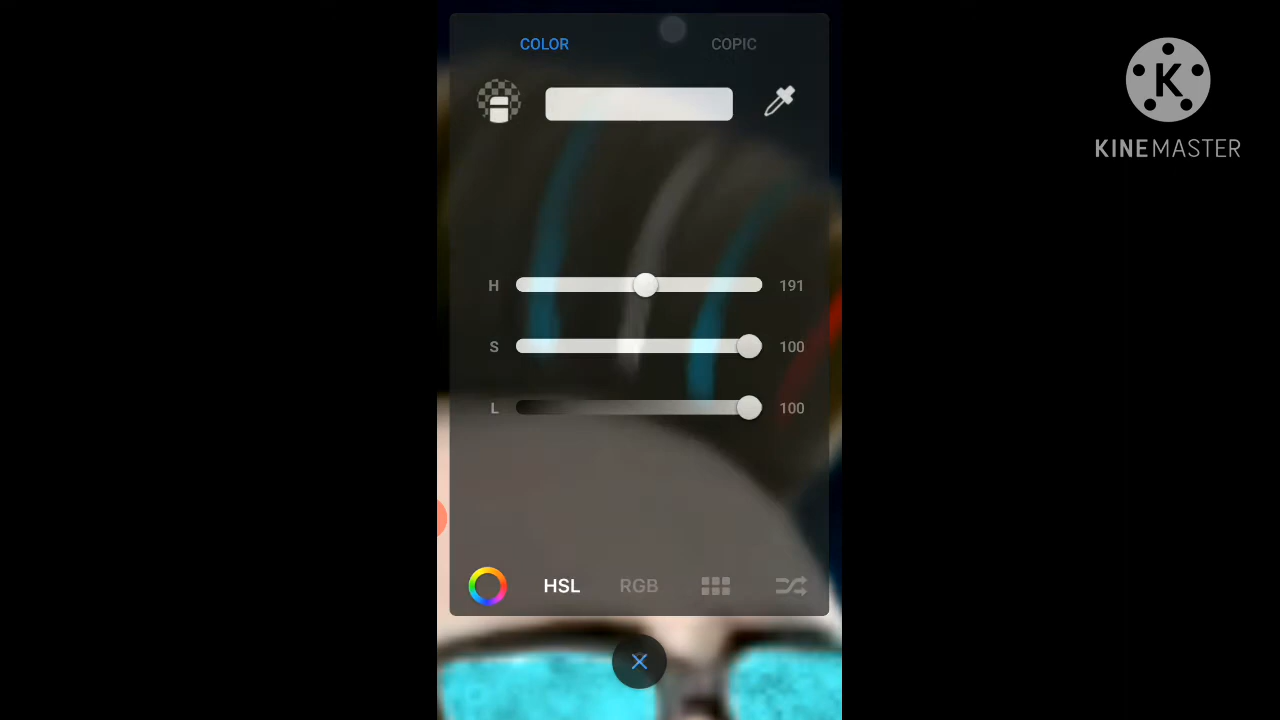 COLOR COPIC
K
KINEMASTER
H 191
S 100
L 100
HSL RGB